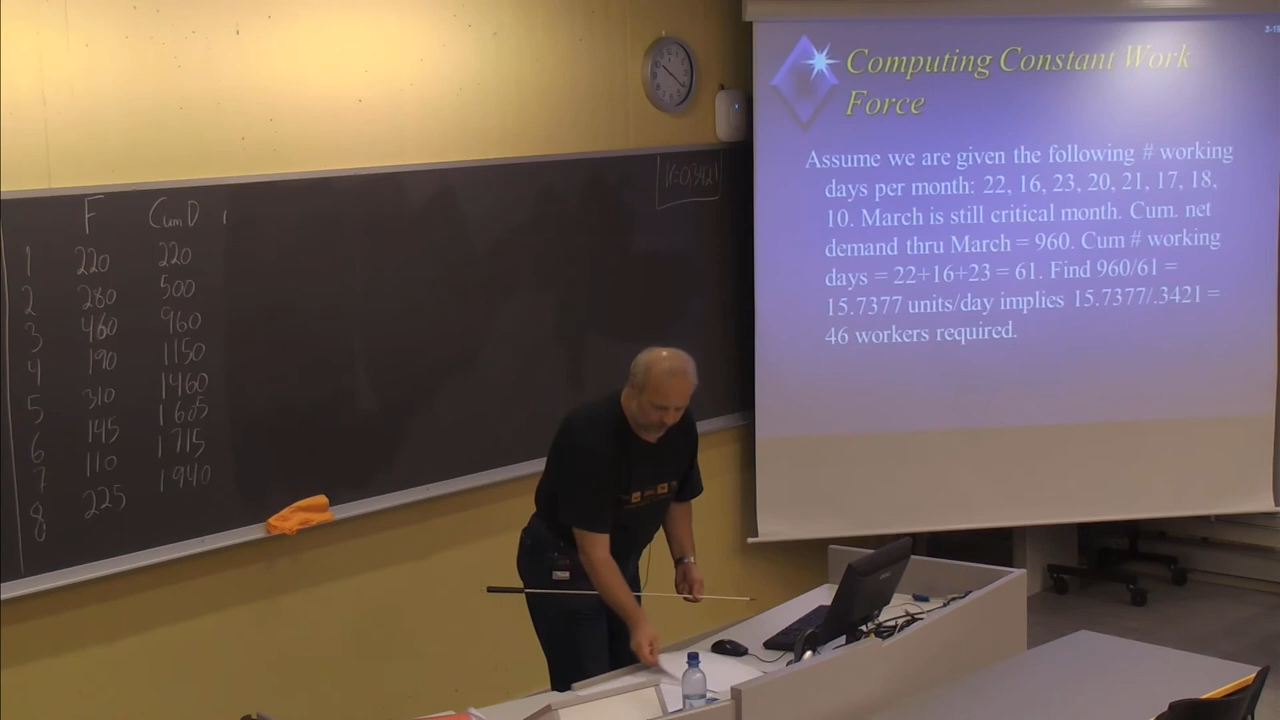 F CumD
1 220 220
2 280 500
3 460 960
4 190 1150
5 310 1460
6 145 1605
7 110 1715
8 225 1940
K=0,3421
Computing Constant Work
Force
Assume we are given the following # working
days per month: 22, 16, 23, 20, 21, 17, 18,
10. March is still critical month. Cum. net
demand thru March = 960. Cum # working
days = 22+16+23 = 61. Find 960/61 =
15.7377 units/day implies 15.7377/.3421 =
46 workers required.